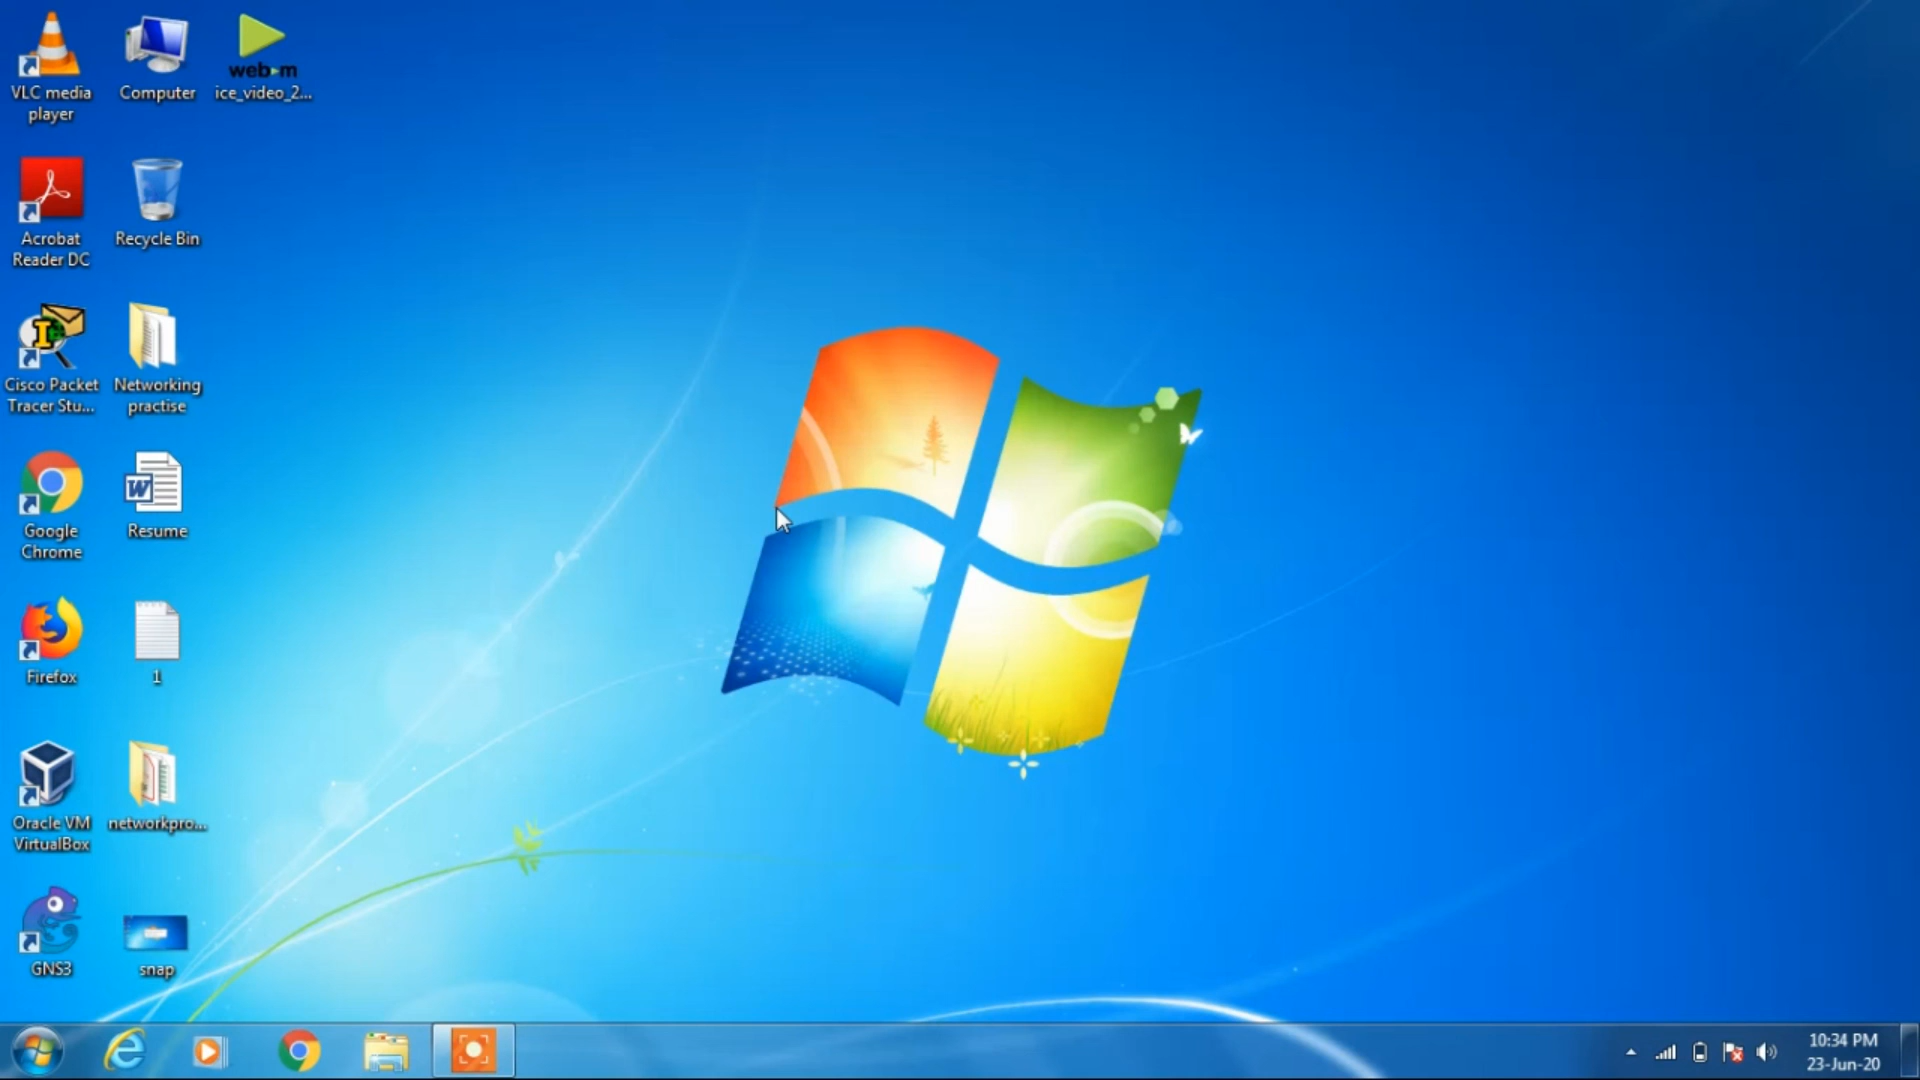 VLC media
player
Computer
web-m
ice_video_2...
Acrobat
Reader DC
Recycle Bin
Cisco Packet
Tracer Stu...
Networking
practise
Google
Chrome
Resume
Firefox
1
Oracle VM
VirtualBox
networkpro...
GNS3
snap
10:34 PM
23-Jun-20